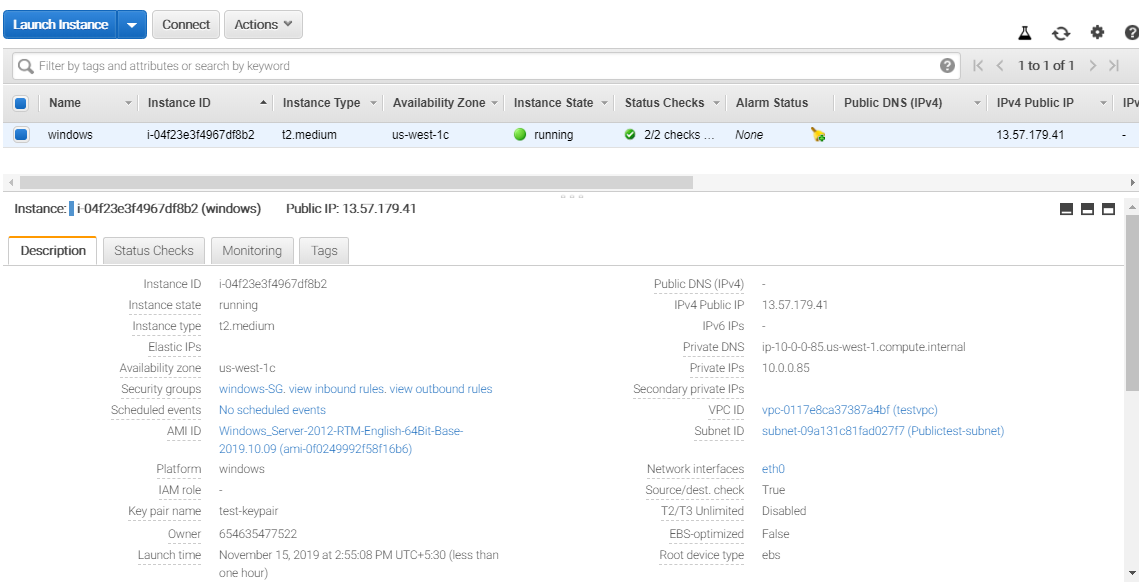 Launch Instance Connect Actions
Filter by tags and attributes or search by keyword 1 to 1 of 1
Name Instance ID Instance Type Availability Zone Instance State Status Checks Alarm Status Public DNS (IPv4) IPv4 Public IP IPv
windows i-04f23e3f4967df8b2 t2.medium us-west-1c running 2/2 checks ... None 13.57.179.41 -
Instance: i-04f23e3f4967df8b2 (windows) Public IP: 13.57.179.41
Description Status Checks Monitoring Tags
Instance ID i-04f23e3f4967df8b2 Public DNS (IPv4) -
Instance state running IPv4 Public IP 13.57.179.41
Instance type t2.medium IPv6 IPs -
Elastic IPs Private DNS ip-10-0-0-85.us-west-1.compute.internal
Availability zone us-west-1c Private IPs 10.0.0.85
Security groups windows-SG. view inbound rules. view outbound rules Secondary private IPs
Scheduled events No scheduled events VPC ID vpc-0117e8ca37387a4bf (testvpc)
AMI ID Windows_Server-2012-RTM-English-64Bit-Base- Subnet ID subnet-09a131c81fad027f7 (Publictest-subnet)
2019.10.09 (ami-0f0249992f58f16b6)
Platform windows Network interfaces eth0
IAM role - Source/dest. check True
Key pair name test-keypair T2/T3 Unlimited Disabled
Owner 654635477522 EBS-optimized False
Launch time November 15, 2019 at 2:55:08 PM UTC+5:30 (less than Root device type ebs
one hour)